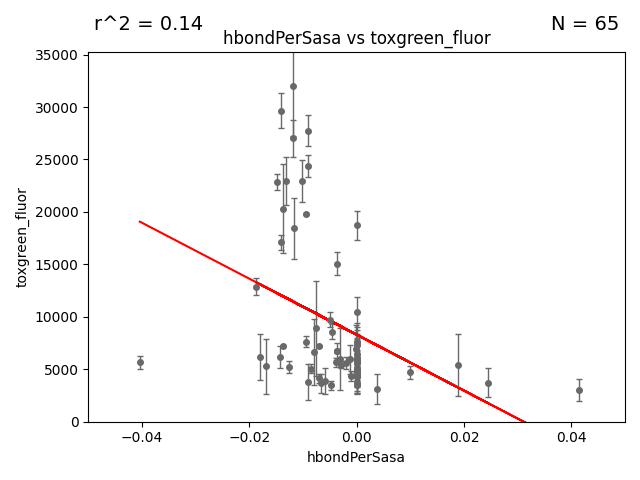 r^2 = 0.14
N = 65
hbondPerSasa vs toxgreen_fluor
35000
30000
25000
20000
15000
10000
5000
0
toxgreen_fluor
−0.04
−0.02
0.00
0.02
0.04
hbondPerSasa